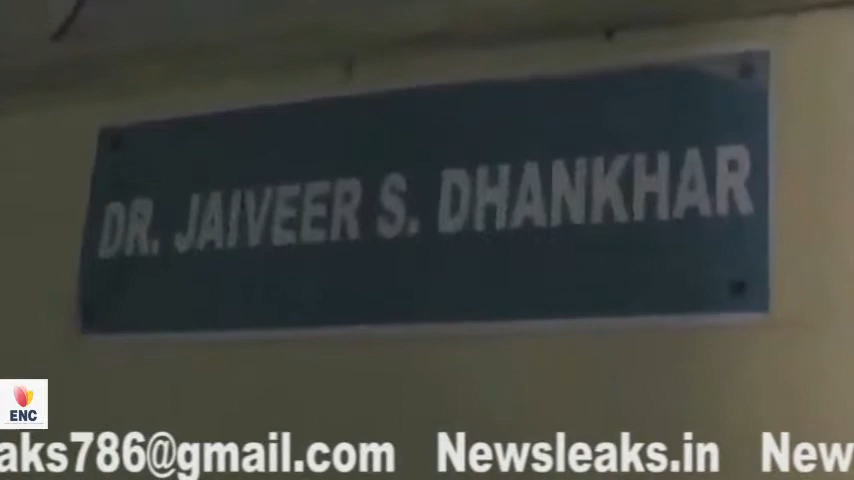 DR. JAIVEER S. DHANKHAR
ENC
aks786@gmail.com Newsleaks.in New